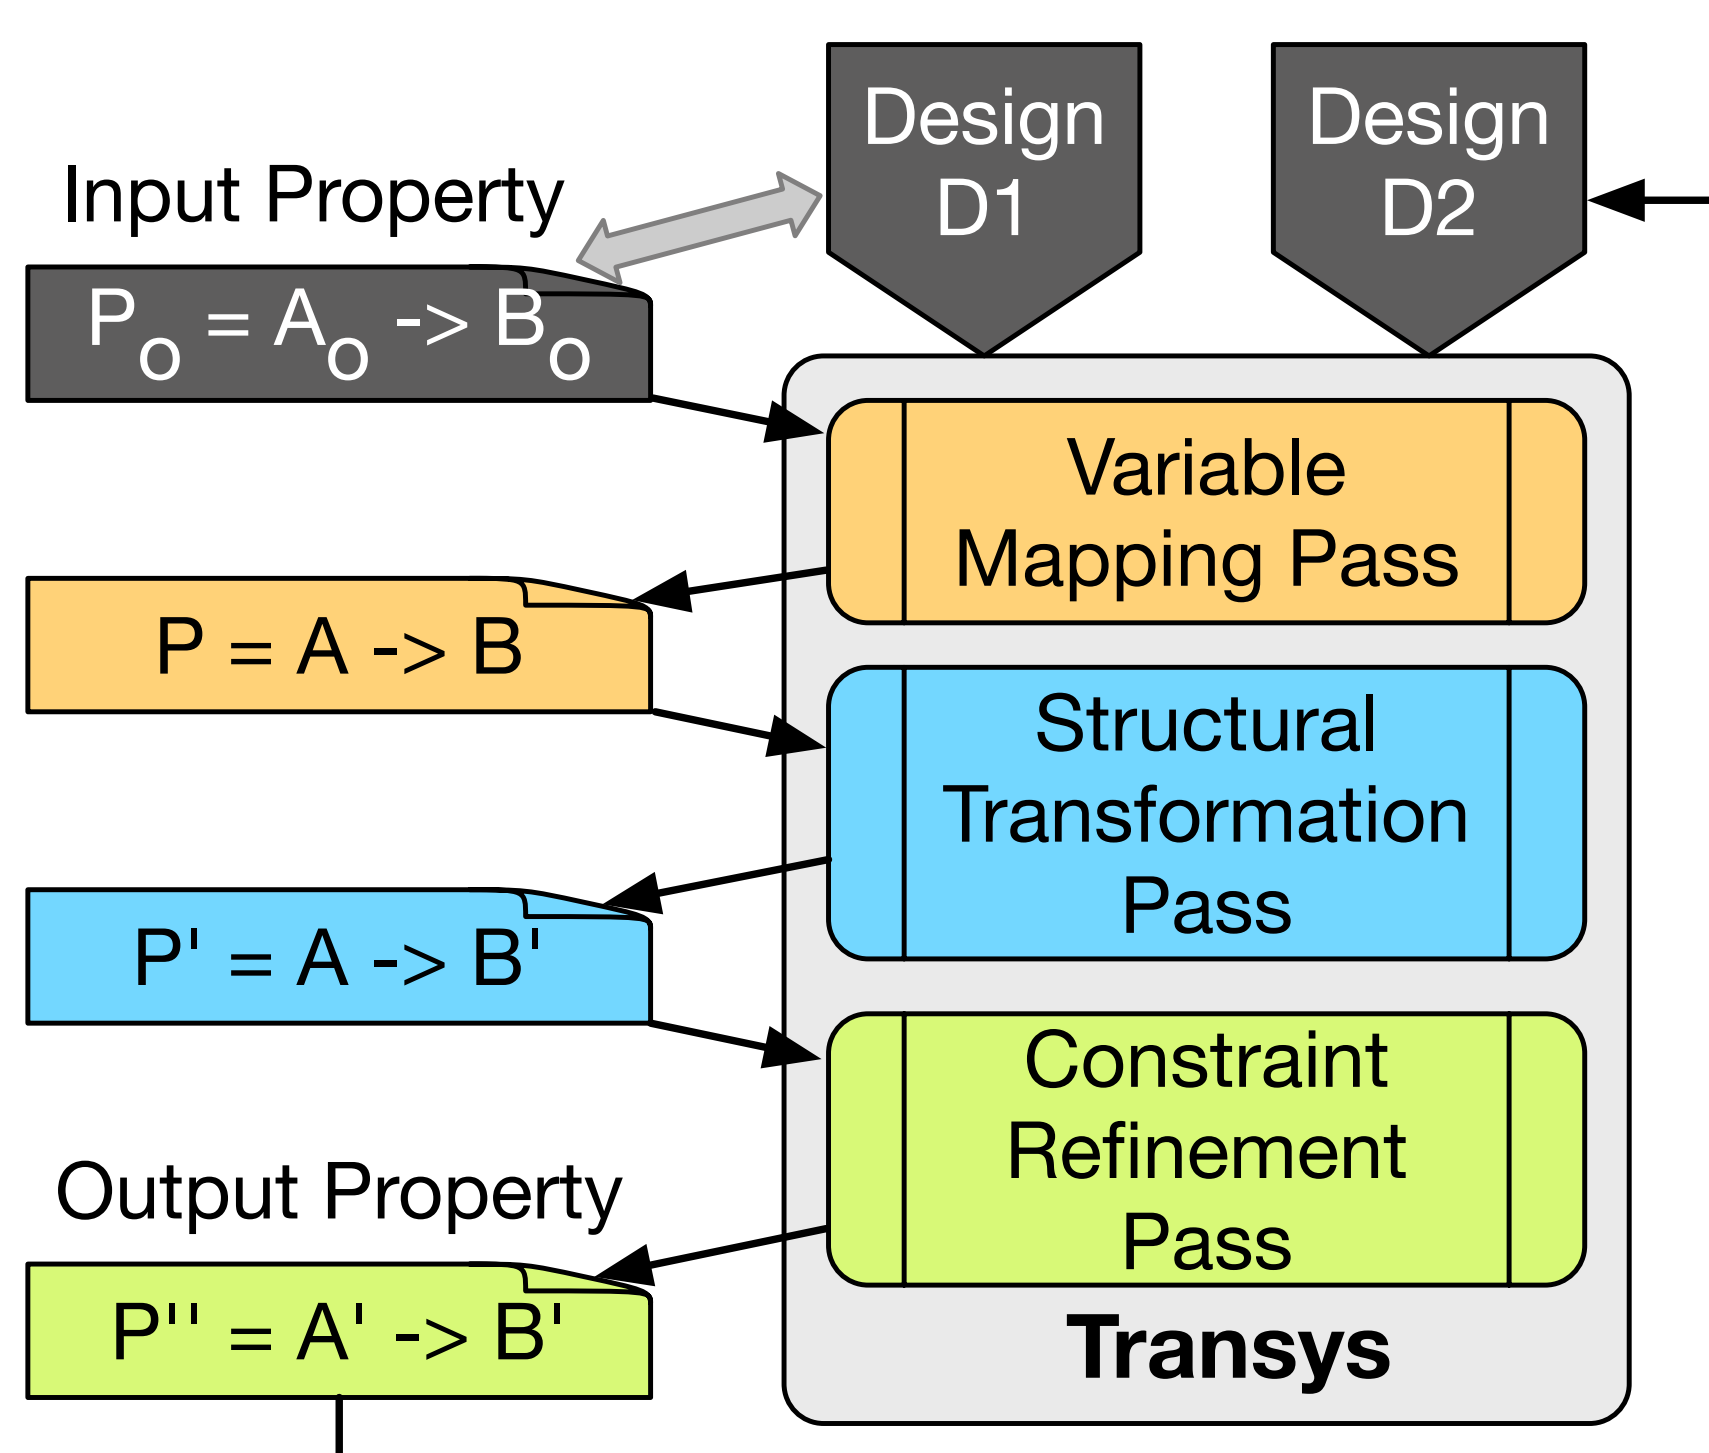 Design
D1
Design
D2
Input Property
Po = Ao -> Bo
Variable
Mapping Pass
P = A -> B
Structural
Transformation
Pass
P' = A -> B'
Constraint
Refinement
Pass
Output Property
P'' = A' -> B'
Transys